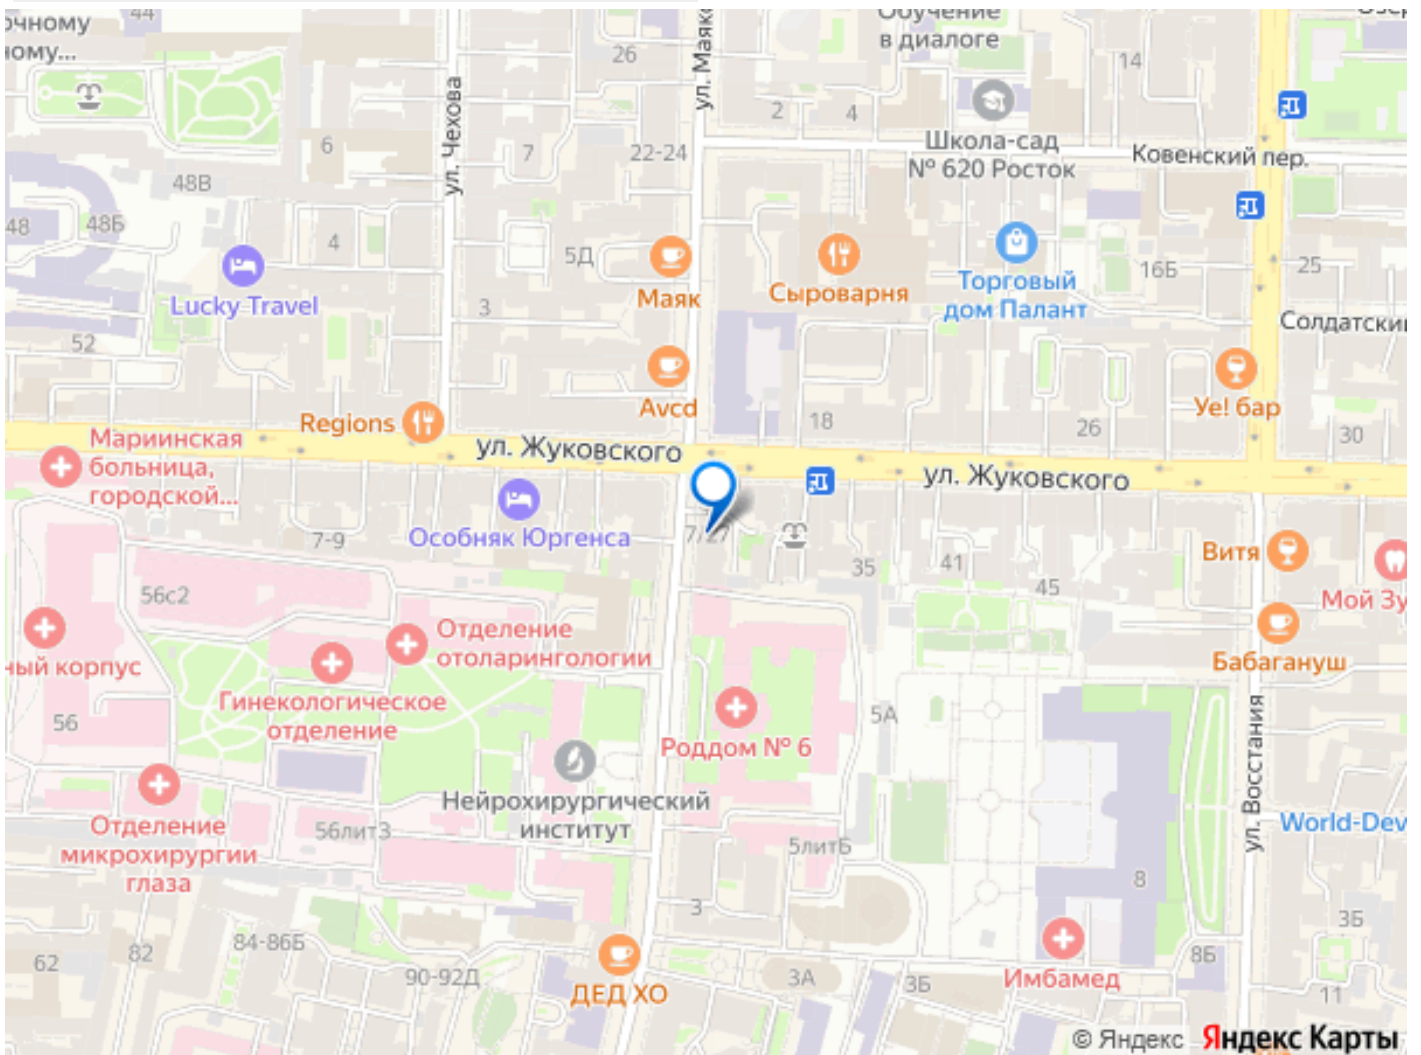 44
очному
ному...
26
ул. Маяко
Обучение
в диалоге
14
2
4
6
ул. Чехова
7
22-24
Школа-сад
№ 620 Росток
Ковенский пер.
48В
48
48Б
4
5Д
16Б
25
Lucky Travel
3
Маяк
Сыроварня
Торговый
дом Палант
Солдатский
52
Avcd
Уе! бар
Regions
18
26
30
Мариинская
больница,
городской...
ул. Жуковского
ул. Жуковского
Особняк Юргенса
7-9
7/27
35
41
45
Витя
Мой Зу
56с2
Отделение
отоларингологии
ный корпус
Гинекологическое
отделение
Бабагануш
56
5А
Роддом № 6
ул. Восстания
Нейрохирургический
институт
Отделение
микрохирургии
глаза
56лит3
5литБ
World-Dev
8
3
3Б
84-86Б
82
62
90-92Д
ДЕД ХО
3А
3Б
Имбамед
8Б
11
© Яндекс Яндекс Карты